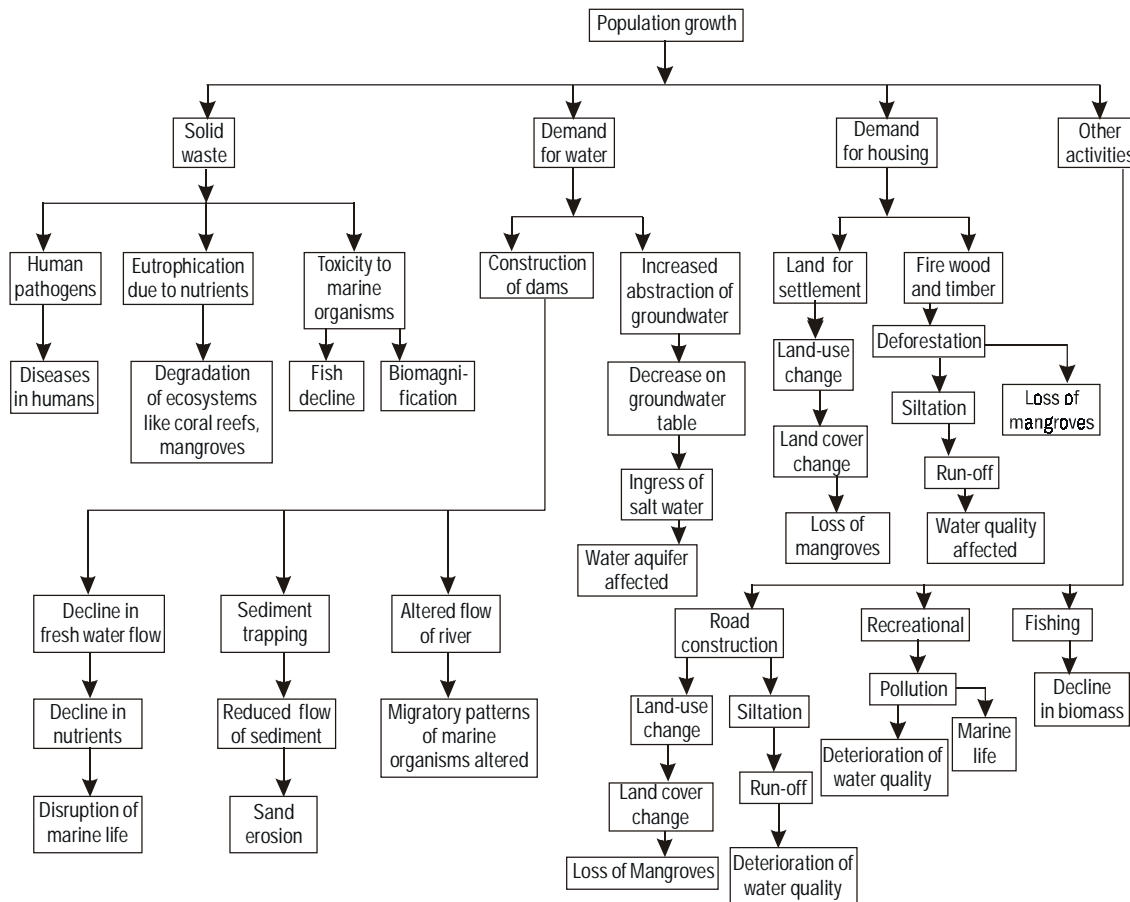 Population growth
Solid
waste
Demand
for water
Demand
for housing
Other
activities
Human
pathogens
Eutrophication
due to nutrients
Toxicity to
marine
organisms
Construction
of dams
Increased
abstraction of
groundwater
Land for
settlement
Fire wood
and timber
Diseases
in humans
Degradation
of ecosystems
like coral reefs,
mangroves
Fish
decline
Biomagni-
fication
Decrease on
groundwater
table
Land-use
change
Deforestation
Siltation
Loss of
mangroves
Land cover
change
Run-off
Ingress of
salt water
Loss of
mangroves
Water quality
affected
Water aquifer
affected
Decline in
fresh water flow
Sediment
trapping
Altered flow
of river
Road
construction
Recreational
Fishing
Decline in
nutrients
Reduced flow
of sediment
Migratory patterns
of marine
organisms altered
Land-use
change
Siltation
Pollution
Decline
in biomass
Deterioration of
water quality
Marine
life
Disruption of
marine life
Sand
erosion
Land cover
change
Run-off
Loss of Mangroves
Deterioration of
water quality